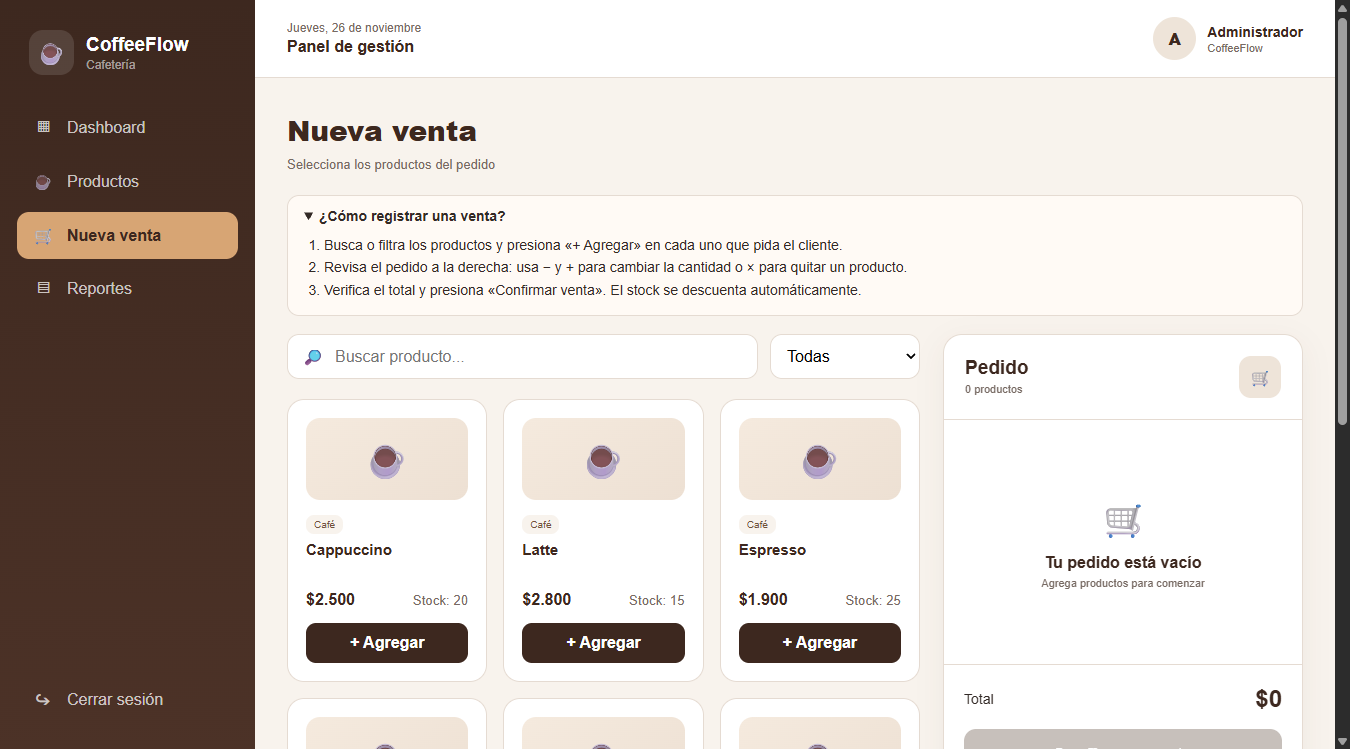 CoffeeFlow
Cafetería
Dashboard
Productos
Nueva venta
Reportes
Cerrar sesión
Jueves, 26 de noviembre
Panel de gestión
A
Administrador
CoffeeFlow
Nueva venta
Selecciona los productos del pedido
¿Cómo registrar una venta?
1. Busca o filtra los productos y presiona «+ Agregar» en cada uno que pida el cliente.
2. Revisa el pedido a la derecha: usa − y + para cambiar la cantidad o × para quitar un producto.
3. Verifica el total y presiona «Confirmar venta». El stock se descuenta automáticamente.
Buscar producto...
Todas
Café
Cappuccino
$2.500
Stock: 20
+ Agregar
Café
Latte
$2.800
Stock: 15
+ Agregar
Café
Espresso
$1.900
Stock: 25
+ Agregar
Pedido
0 productos
Tu pedido está vacío
Agrega productos para comenzar
Total
$0